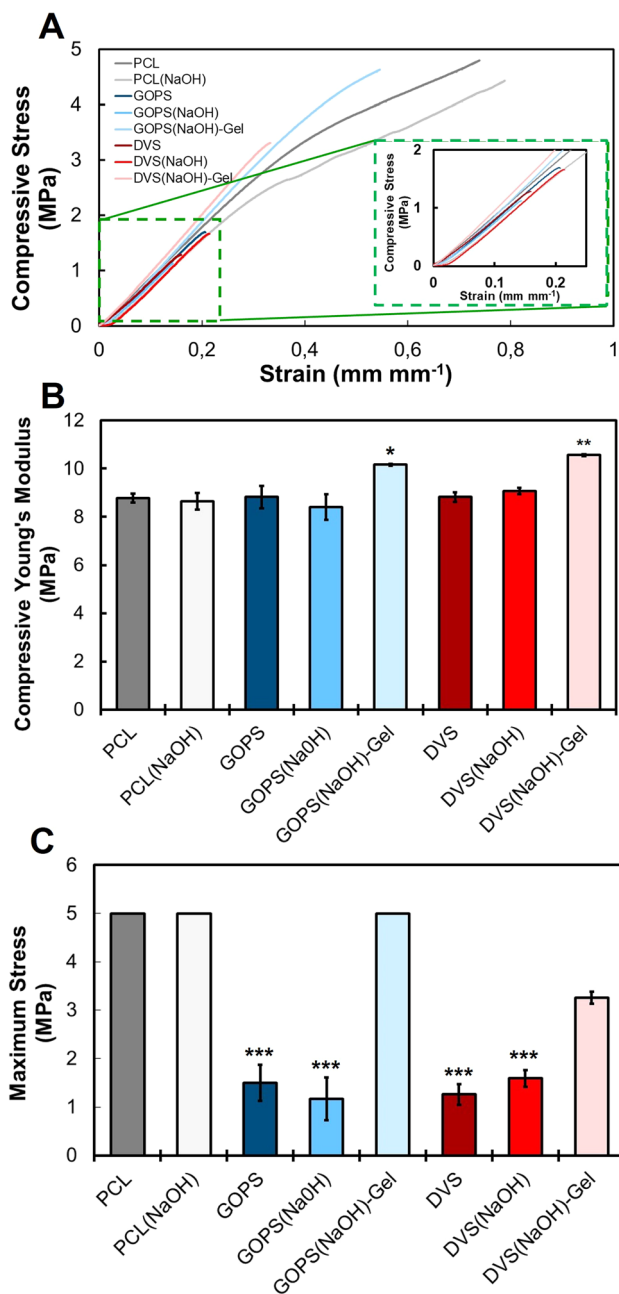 A
Compressive Stress
(MPa)
5
4
3
2
1
0
PCL
PCL(NaOH)
GOPS
GOPS(NaOH)
GOPS(NaOH)-Gel
DVS
DVS(NaOH)
DVS(NaOH)-Gel
Compressive Stress
(MPa)
2
1
0
0
0.1
0.2
Strain (mm mm-1)
0
0,2
0,4
0,6
0,8
1
Strain (mm mm-1)
B
Compressive Young's Modulus
(MPa)
12
10
8
6
4
2
0
*
**
PCL
PCL(NaOH)
GOPS
GOPS(Na0H)
GOPS(NaOH)-Gel
DVS
DVS(NaOH)
DVS(NaOH)-Gel
C
Maximum Stress
(MPa)
6
5
4
3
2
1
0
***
***
***
***
PCL
PCL(NaOH)
GOPS
GOPS(Na0H)
GOPS(NaOH)-Gel
DVS
DVS(NaOH)
DVS(NaOH)-Gel